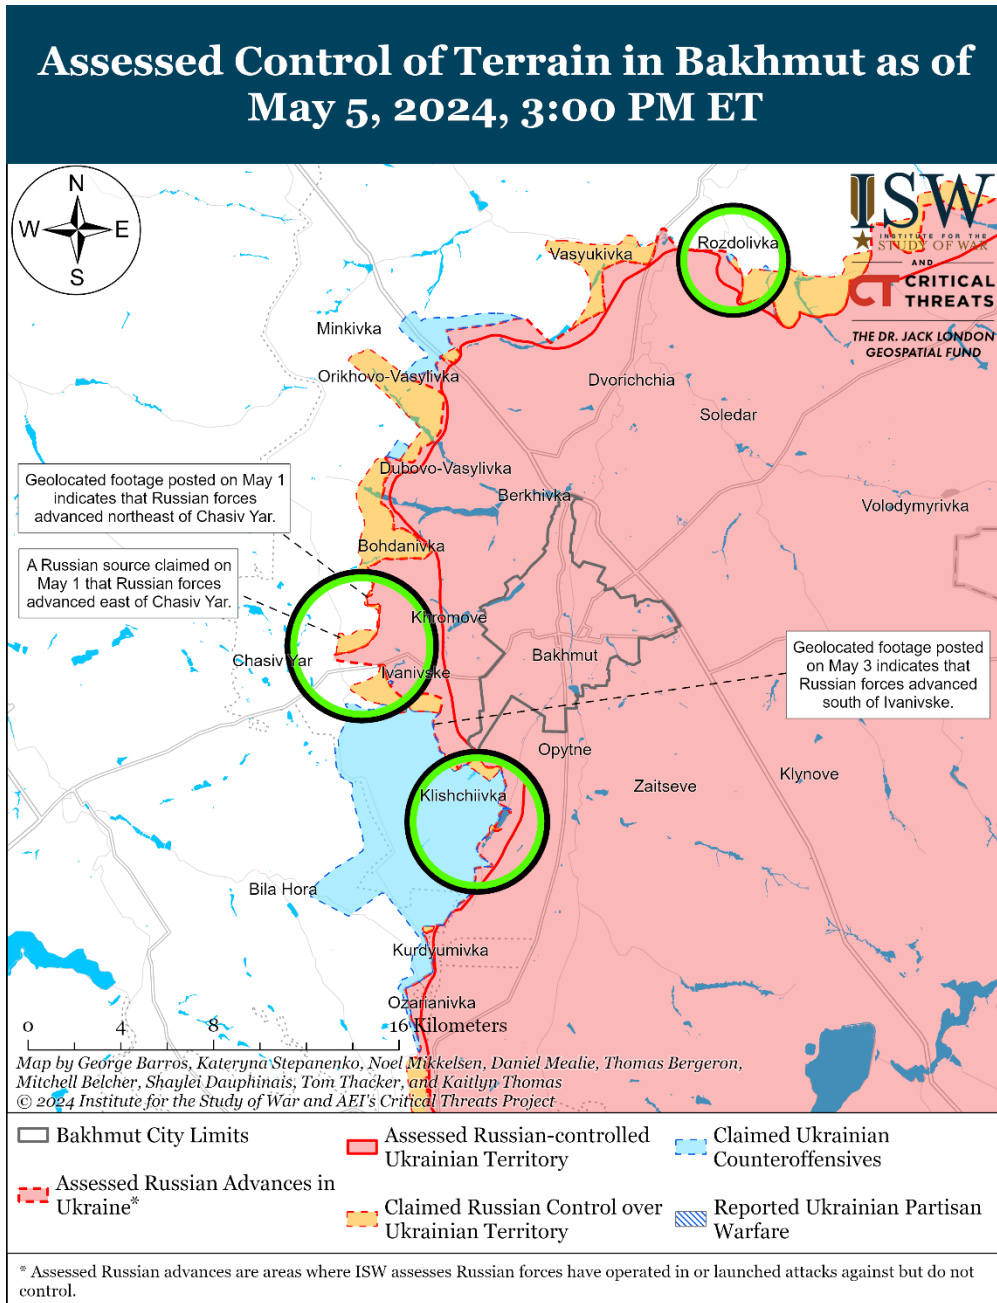 Assessed Control of Terrain in Bakhmut as of
May 5, 2024, 3:00 PM ET
N
W
E
S
ISW
INSTITUTE FOR THE
STUDY OF WAR
AND
CT CRITICAL
THREATS
THE DR. JACK LONDON
GEOSPATIAL FUND
Rozdolivka
Vasyukivka
Minkivka
Orikhovo-Vasylivka
Dvorichchia
Soledar
Dubovo-Vasylivka
Berkhivka
Volodymyrivka
Geolocated footage posted on May 1
indicates that Russian forces
advanced northeast of Chasiv Yar.
Bohdanivka
A Russian source claimed on
May 1 that Russian forces
advanced east of Chasiv Yar.
Khromove
Chasiv Yar
Ivanivske
Bakhmut
Geolocated footage posted
on May 3 indicates that
Russian forces advanced
south of Ivanivske.
Opytne
Klishchiivka
Zaitseve
Klynove
Bila Hora
Kurdyumivka
Ozarianivka
0 4 8 16 Kilometers
Map by George Barros, Kateryna Stepanenko, Noel Mikkelsen, Daniel Mealie, Thomas Bergeron,
Mitchell Belcher, Shaylei Dauphinais, Tom Thacker, and Kaitlyn Thomas
© 2024 Institute for the Study of War and AEI's Critical Threats Project
Bakhmut City Limits
Assessed Russian Advances in
Ukraine*
Assessed Russian-controlled
Ukrainian Territory
Claimed Russian Control over
Ukrainian Territory
Claimed Ukrainian
Counteroffensives
Reported Ukrainian Partisan
Warfare
* Assessed Russian advances are areas where ISW assesses Russian forces have operated in or launched attacks against but do not
control.